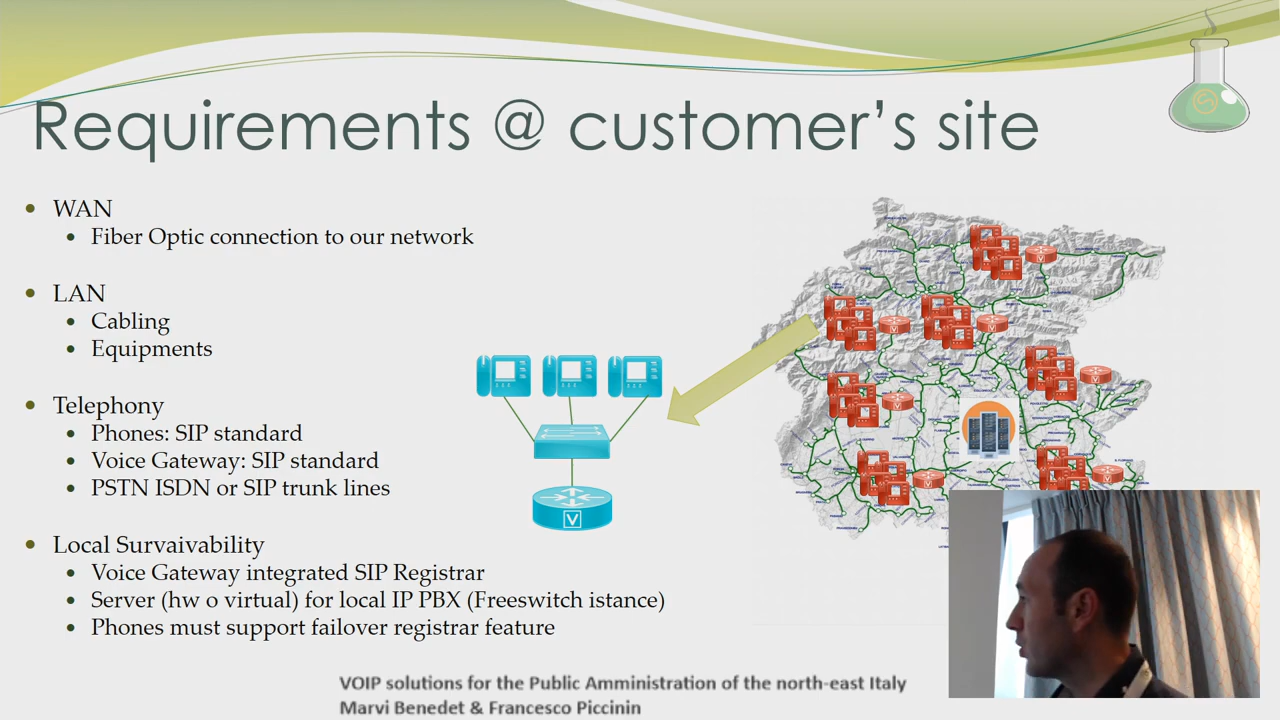 Requirements @ customer's site
WAN
Fiber Optic connection to our network
LAN
Cabling
Equipments
Telephony
Phones: SIP standard
Voice Gateway: SIP standard
PSTN ISDN or SIP trunk lines
Local Survaivability
Voice Gateway integrated SIP Registrar
Server (hw o virtual) for local IP PBX (Freeswitch istance)
Phones must support failover registrar feature
V
VOIP solutions for the Public Amministration of the north-east Italy
Marvi Benedet & Francesco Piccinin